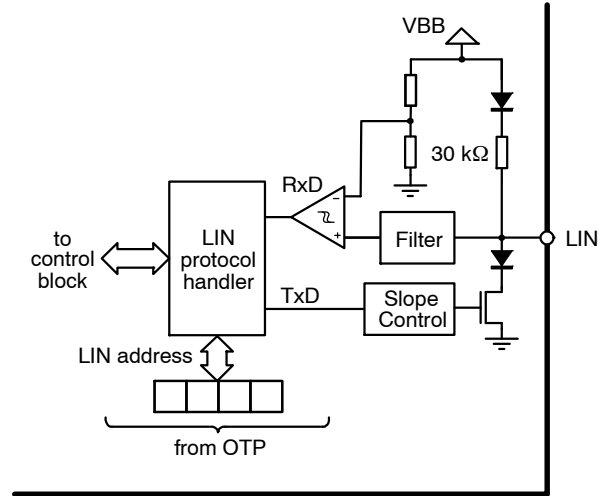 VBB
30 kΩ
RxD
−
+
Filter
LIN
to
control
block
LIN
protocol
handler
TxD
Slope
Control
LIN address
from OTP